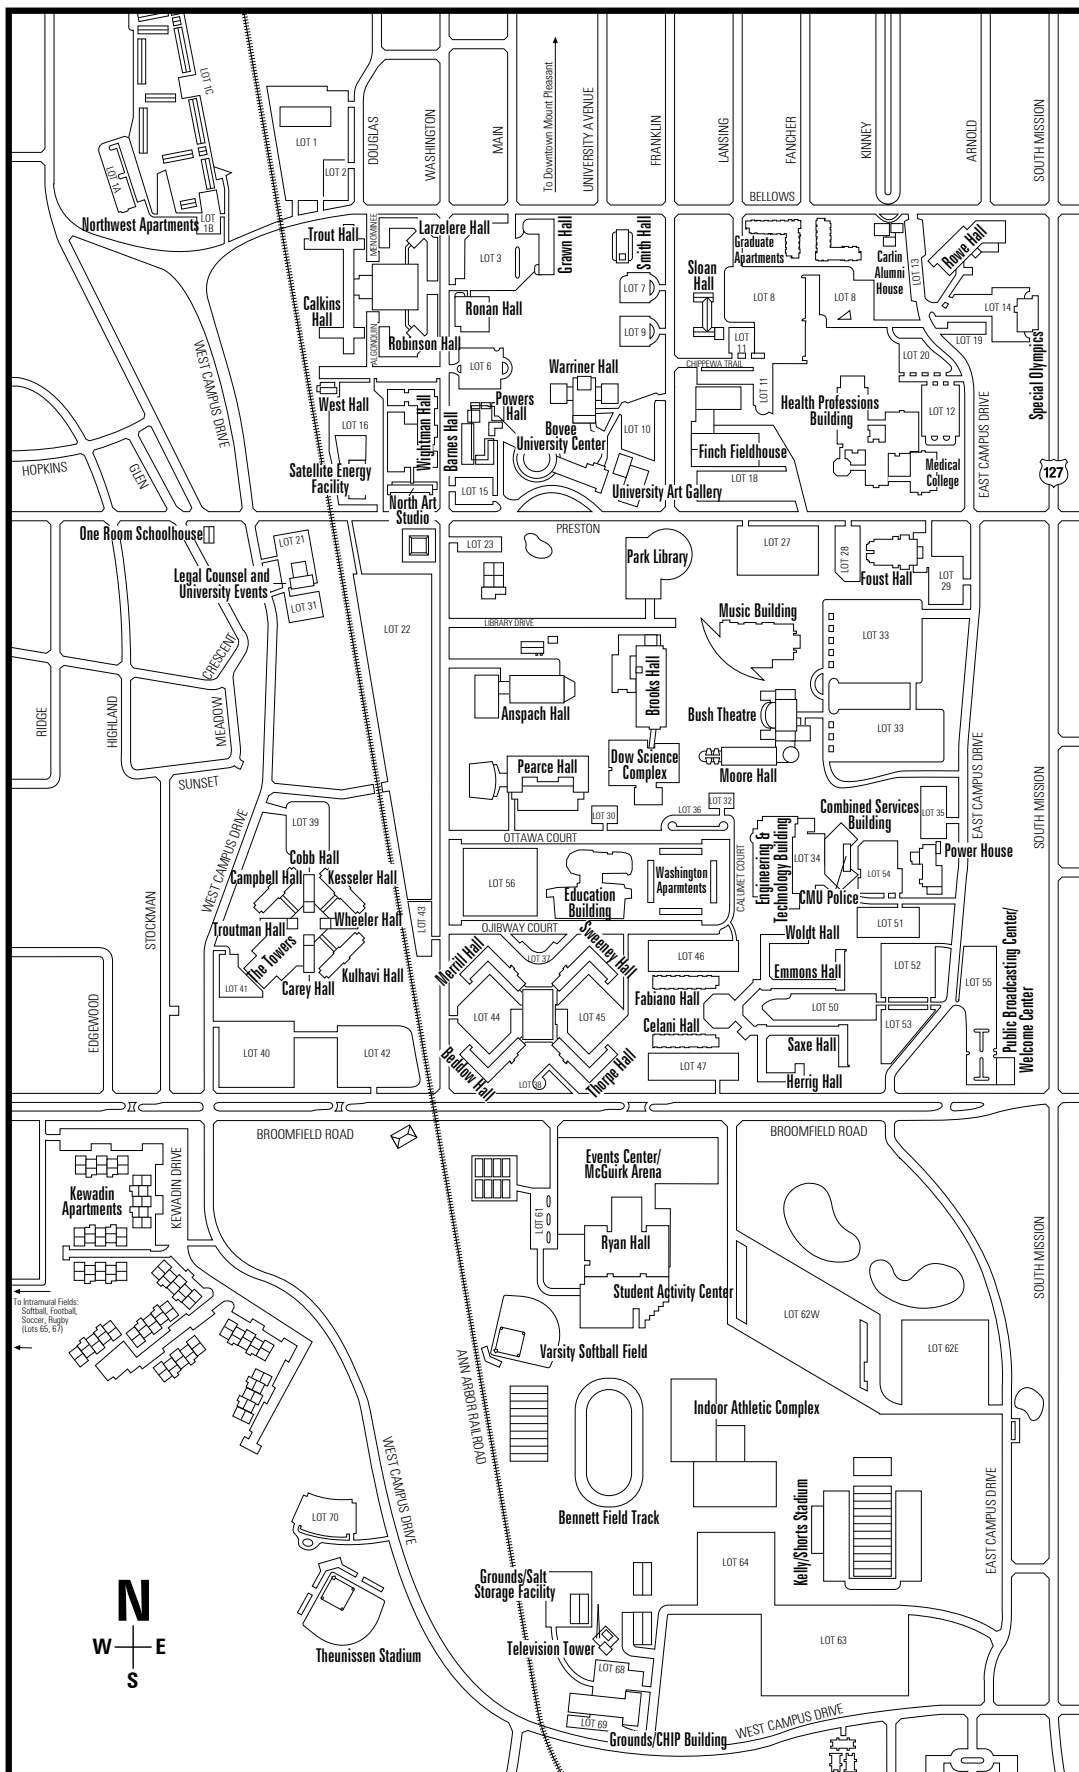 LOT 1C
To Downtown Mount Pleasant
DOUGLAS
WASHINGTON
MAIN
UNIVERSITY AVENUE
FRANKLIN
LANSING
FANCHER
KINNEY
ARNOLD
SOUTH MISSION
LOT 1
LOT 2
LOT 1A
BELLOWS
Northwest Apartments
LOT
1B
Trout Hall
MENOMINEE
Larzelere Hall
Grawn Hall
Smith Hall
Graduate
Apartments
Carlin
Alumni
House
LOT 13
Rowe Hall
LOT 3
Sloan
Hall
LOT 7
LOT 8
LOT 8
LOT 14
Calkins
Hall
Ronan Hall
LOT 9
LOT
11
LOT 19
Special Olympics
ALGONQUIN
Robinson Hall
LOT 6
CHIPPEWA TRAIL
LOT 20
WEST CAMPUS DRIVE
Warriner Hall
LOT 11
West Hall
Wightman Hall
Barnes Hall
Powers
Hall
Health Professions
Building
LOT 12
EAST CAMPUS DRIVE
LOT 16
Bovee
University Center
LOT 10
Finch Fieldhouse
HOPKINS
GLEN
Satellite Energy
Facility
Medical
College
127
LOT 15
University Art Gallery
LOT 18
North Art
Studio
One Room Schoolhouse
PRESTON
LOT 21
LOT 23
Park Library
LOT 27
LOT 28
Foust Hall
LOT
29
Legal Counsel and
University Events
LOT 31
LOT 22
LIBRARY DRIVE
Music Building
LOT 33
CRESCENT
RIDGE
HIGHLAND
MEADOW
Anspach Hall
Brooks Hall
Bush Theatre
LOT 33
SUNSET
Pearce Hall
Dow Science
Complex
Moore Hall
EAST CAMPUS DRIVE
SOUTH MISSION
LOT 39
LOT 30
LOT 36
LOT 32
Combined Services
Building
LOT 35
WEST CAMPUS DRIVE
OTTAWA COURT
Engineering &
Technology Building
LOT 34
Power House
Cobb Hall
Campbell Hall
Kesseler Hall
LOT 56
Education
Building
Washington
Aparmtents
CALUMET COURT
LOT 54
CMU Police
STOCKMAN
Troutman Hall
Wheeler Hall
LOT 43
OJIBWAY COURT
LOT 51
Woldt Hall
The Towers
Kulhavi Hall
Carey Hall
LOT 41
Merrill Hall
LOT 37
Sweeney Hall
LOT 46
Emmons Hall
LOT 52
LOT 55
Public Broadcasting Center/
Welcome Center
Fabiano Hall
LOT 50
EDGEWOOD
LOT 44
LOT 45
Celani Hall
LOT 53
LOT 40
LOT 42
Beddow Hall
LOT 38
Thorpe Hall
LOT 47
Saxe Hall
Herrig Hall
BROOMFIELD ROAD
BROOMFIELD ROAD
KEWADIN DRIVE
Kewadin
Apartments
Events Center/
McGuirk Arena
LOT 61
Ryan Hall
SOUTH MISSION
Student Activity Center
To Intramural Fields:
Softball, Football,
Soccer, Rugby
(Lots 65, 67)
LOT 62W
LOT 62E
Varsity Softball Field
ANN ARBOR RAILROAD
Indoor Athletic Complex
WEST CAMPUS DRIVE
Bennett Field Track
Kelly/Shorts Stadium
EAST CAMPUS DRIVE
LOT 70
LOT 64
Grounds/Salt
Storage Facility
N
W
E
S
Theunissen Stadium
Television Tower
LOT 63
LOT 68
LOT 69
Grounds/CHIP Building
WEST CAMPUS DRIVE